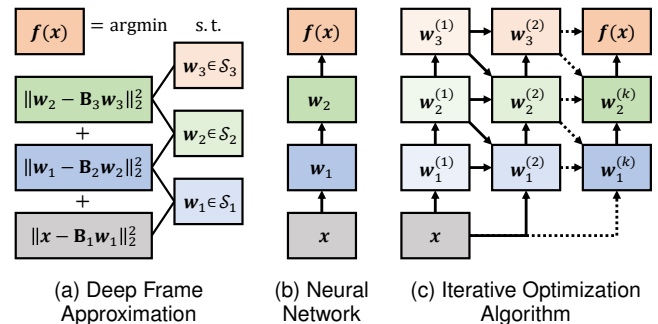 f(x) = argmin s.t.
w₃∈S₃
‖w₂ − B₃w₃‖₂²
+
w₂∈S₂
‖w₁ − B₂w₂‖₂²
+
w₁∈S₁
‖x − B₁w₁‖₂²
(a) Deep Frame
Approximation
f(x)
w₂
w₁
x
(b) Neural
Network
w₃⁽¹⁾ w₃⁽²⁾ f(x)
w₂⁽¹⁾ w₂⁽²⁾ w₂⁽ᵏ⁾
w₁⁽¹⁾ w₁⁽²⁾ w₁⁽ᵏ⁾
x
(c) Iterative Optimization
Algorithm